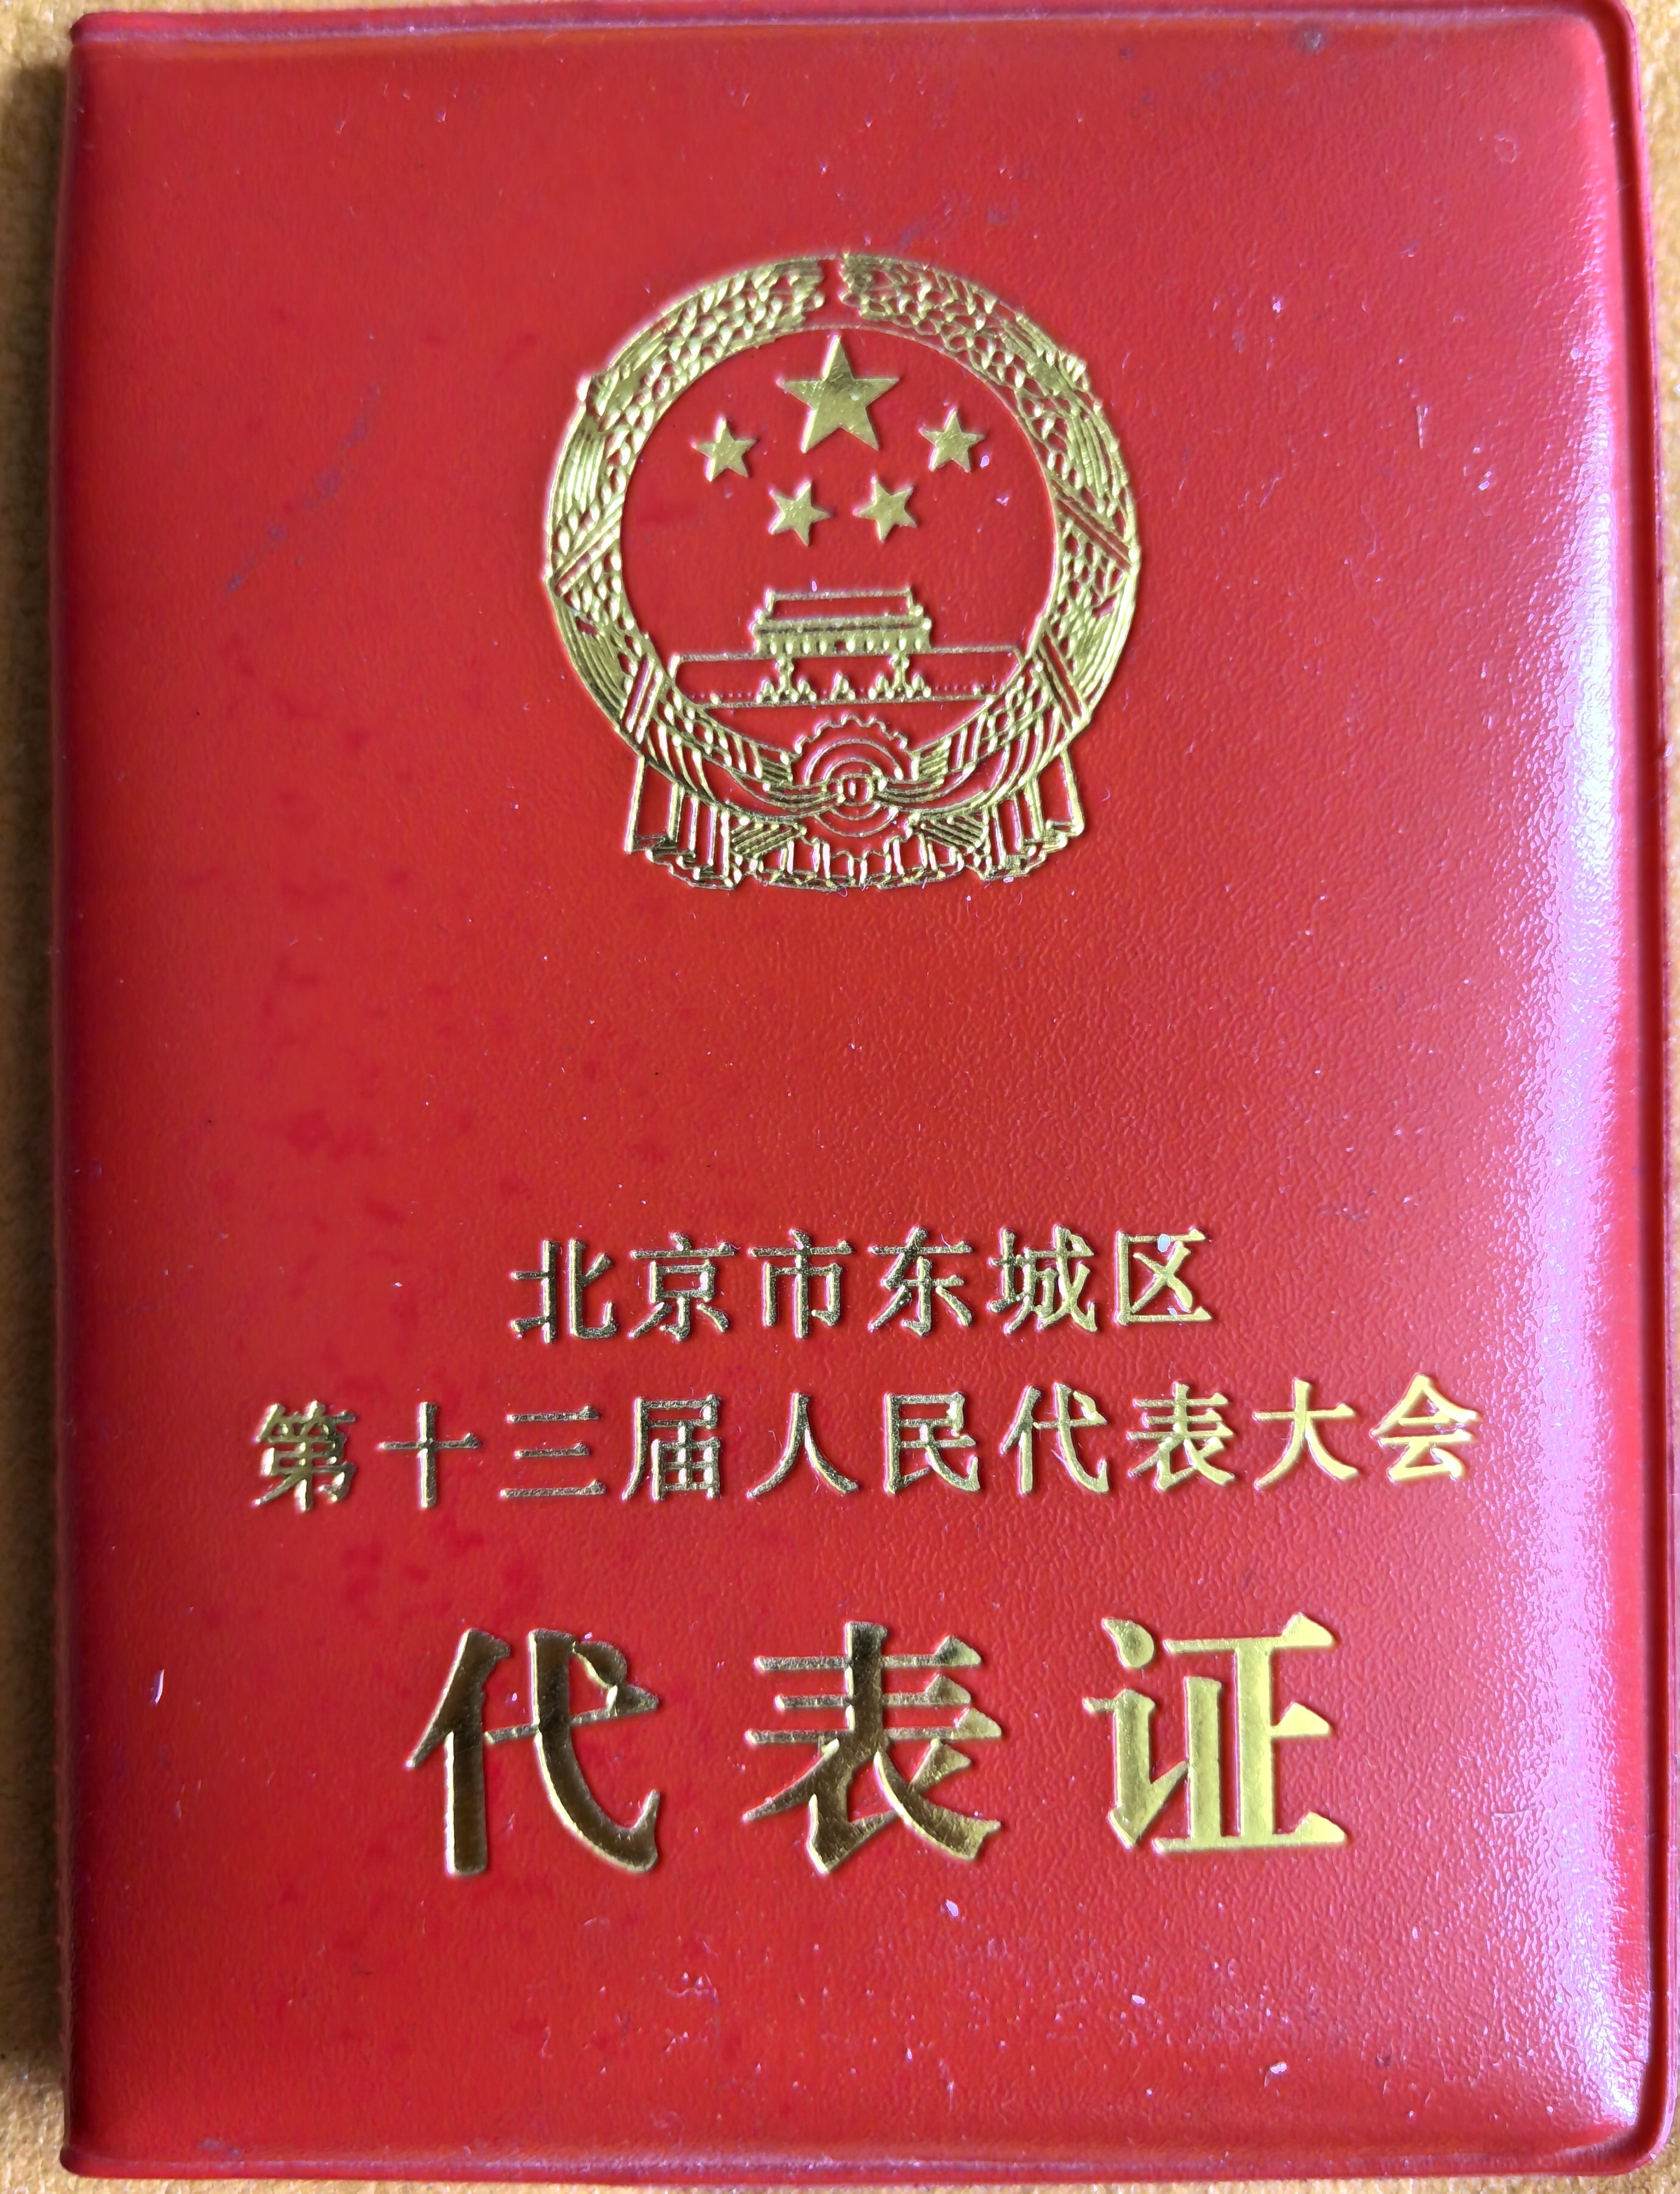 北京市东城区
第十三届人民代表大会
代表证